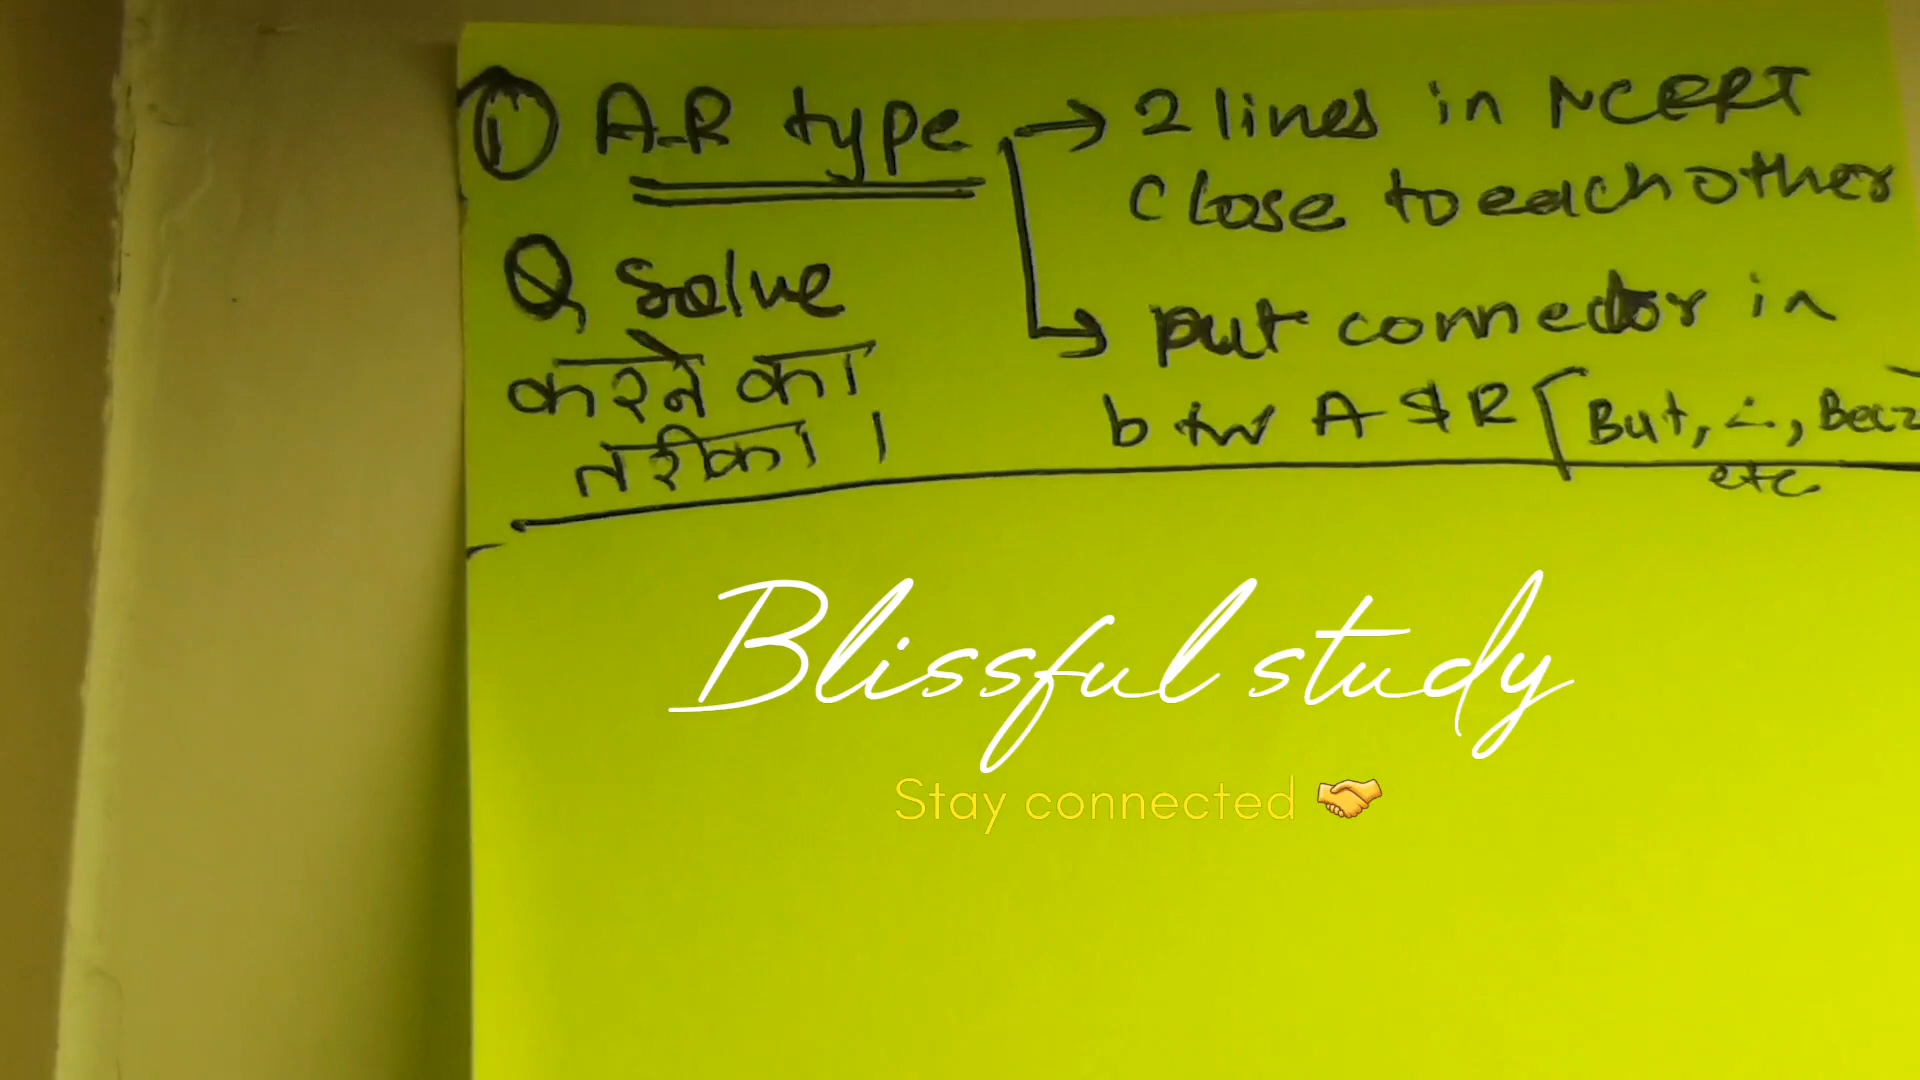 ① A-R type → 2 lines in NCERT
close to each other
Q solve
करने का
तरीका ।
→ put connector in
btw A & R [But, ∴, Becz
etc
Blissful study
Stay connected 🤝